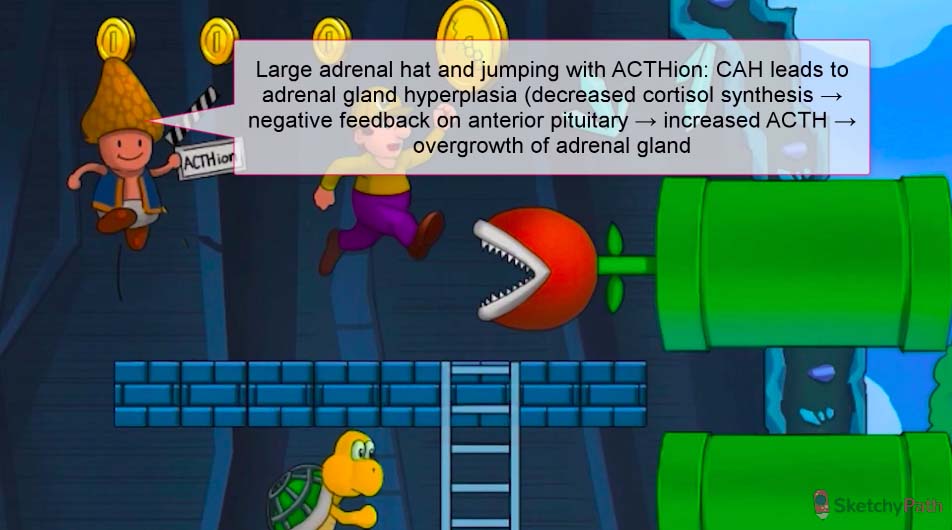 Large adrenal hat and jumping with ACTHion: CAH leads to
adrenal gland hyperplasia (decreased cortisol synthesis →
negative feedback on anterior pituitary → increased ACTH →
overgrowth of adrenal gland
ACTHion
SketchyPath